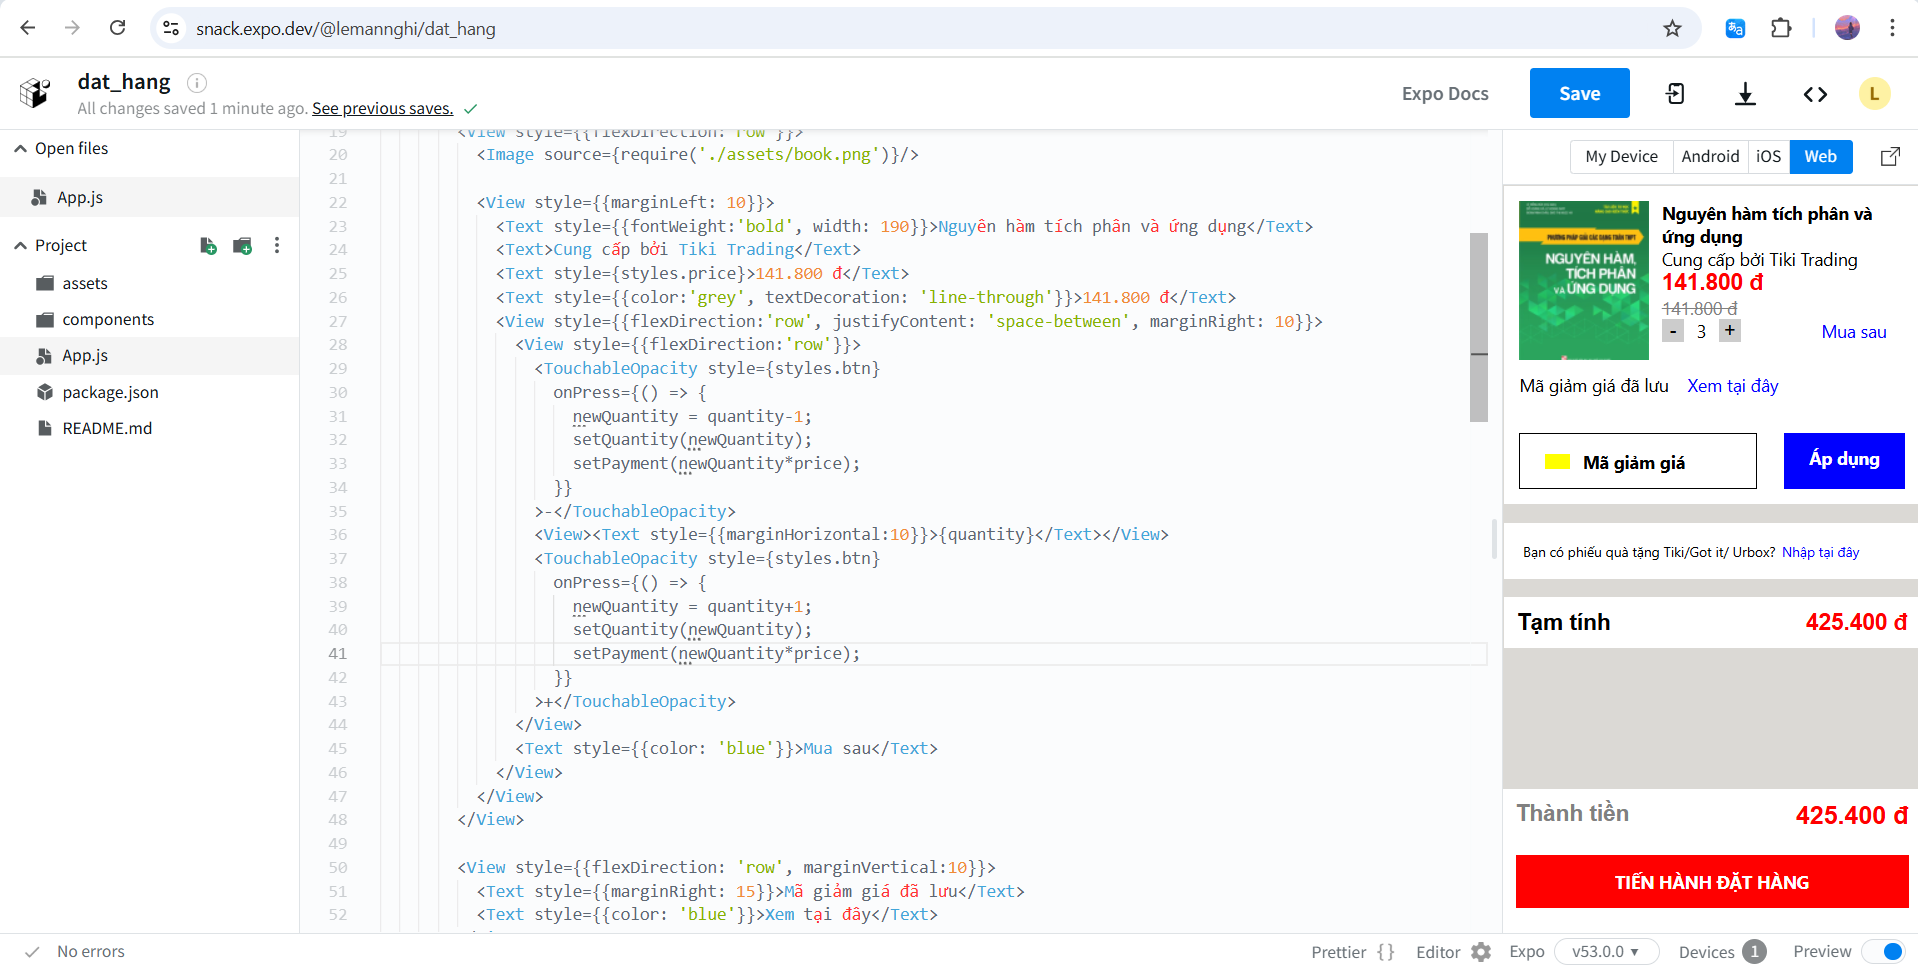 snack.expo.dev/@lemannghi/dat_hang
dat_hang
All changes saved 1 minute ago. See previous saves.
Expo Docs
Save
L
Open files
App.js
Project
assets
components
App.js
package.json
README.md
19 <View style={{flexDirection: 'row'}}>
20 <Image source={require('./assets/book.png')}/>
21
22 <View style={{marginLeft: 10}}>
23 <Text style={{fontWeight:'bold', width: 190}}>Nguyên hàm tích phân và ứng dụng</Text>
24 <Text>Cung cấp bởi Tiki Trading</Text>
25 <Text style={styles.price}>141.800 đ</Text>
26 <Text style={{color:'grey', textDecoration: 'line-through'}}>141.800 đ</Text>
27 <View style={{flexDirection:'row', justifyContent: 'space-between', marginRight: 10}}>
28 <View style={{flexDirection:'row'}}>
29 <TouchableOpacity style={styles.btn}
30 onPress={() => {
31 newQuantity = quantity-1;
32 setQuantity(newQuantity);
33 setPayment(newQuantity*price);
34 }}
35 >-</TouchableOpacity>
36 <View><Text style={{marginHorizontal:10}}>{quantity}</Text></View>
37 <TouchableOpacity style={styles.btn}
38 onPress={() => {
39 newQuantity = quantity+1;
40 setQuantity(newQuantity);
41 setPayment(newQuantity*price);
42 }}
43 >+</TouchableOpacity>
44 </View>
45 <Text style={{color: 'blue'}}>Mua sau</Text>
46 </View>
47 </View>
48 </View>
49
50 <View style={{flexDirection: 'row', marginVertical:10}}>
51 <Text style={{marginRight: 15}}>Mã giảm giá đã lưu</Text>
52 <Text style={{color: 'blue'}}>Xem tại đây</Text>
My Device Android iOS Web
PHƯƠNG PHÁP GIẢI CÁC DẠNG TOÁN THPT
NGUYÊN HÀM,
TÍCH PHÂN
VÀ ỨNG DỤNG
Nguyên hàm tích phân và
ứng dụng
Cung cấp bởi Tiki Trading
141.800 đ
141.800 đ
- 3 + Mua sau
Mã giảm giá đã lưu Xem tại đây
Mã giảm giá
Áp dụng
Bạn có phiếu quà tặng Tiki/Got it/ Urbox? Nhập tại đây
Tạm tính 425.400 đ
Thành tiền 425.400 đ
TIẾN HÀNH ĐẶT HÀNG
No errors
Prettier {} Editor Expo v53.0.0 ▾ Devices 1 Preview